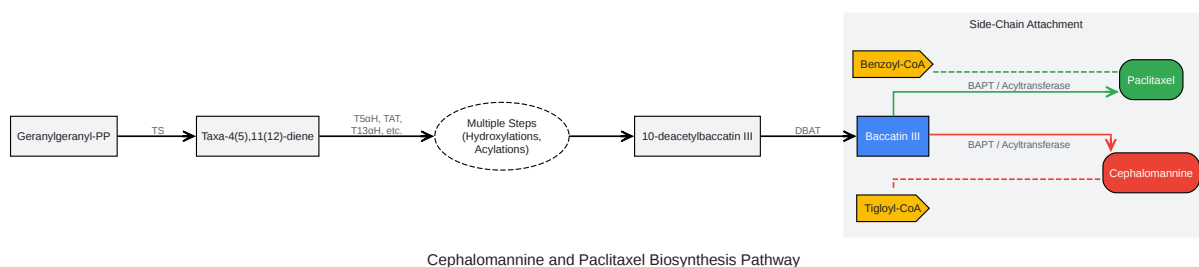 Side-Chain Attachment
Benzoyl-CoA
Paclitaxel
BAPT / Acyltransferase
Geranylgeranyl-PP
TS
Taxa-4(5),11(12)-diene
T5αH, TAT,
T13αH, etc.
Multiple Steps
(Hydroxylations,
Acylations)
10-deacetylbaccatin III
DBAT
Baccatin III
BAPT / Acyltransferase
Cephalomannine
Tigloyl-CoA
Cephalomannine and Paclitaxel Biosynthesis Pathway